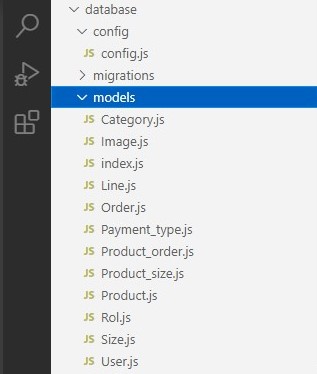 database
config
JS config.js
migrations
models
JS Category.js
JS Image.js
JS index.js
JS Line.js
JS Order.js
JS Payment_type.js
JS Product_order.js
JS Product_size.js
JS Product.js
JS Rol.js
JS Size.js
JS User.js